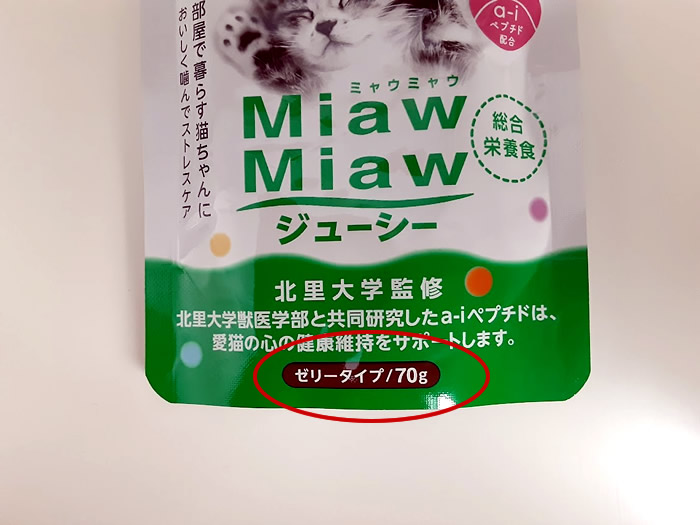 部屋で暮らす猫ちゃんに
おいしく噛んでストレスケア
a-i
ペプチド
配合
ミャウミャウ
Miaw
Miaw
ジューシー
総合
栄養食
北里大学監修
北里大学獣医学部と共同研究したa-iペプチドは、
愛猫の心の健康維持をサポートします。
ゼリータイプ/70g